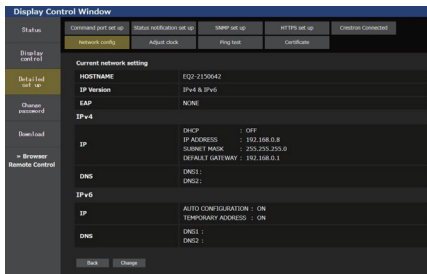 Display Control Window
Status
Command port set up
Status notification set up
SNMP set up
HTTPS set up
Crestron Connected
Network config
Adjust clock
Ping test
Certificate
Display
control
Detailed
set up
Change
password
Download
» Browser
Remote Control
Current network setting
HOSTNAME EQ2-2150642
IP Version IPv4 & IPv6
EAP NONE
IPv4
IP
DHCP : OFF
IP ADDRESS : 192.168.0.8
SUBNET MASK : 255.255.255.0
DEFAULT GATEWAY : 192.168.0.1
DNS
DNS1 :
DNS2 :
IPv6
IP
AUTO CONFIGURATION : ON
TEMPORARY ADDRESS : ON
DNS
DNS1 :
DNS2 :
Back Change